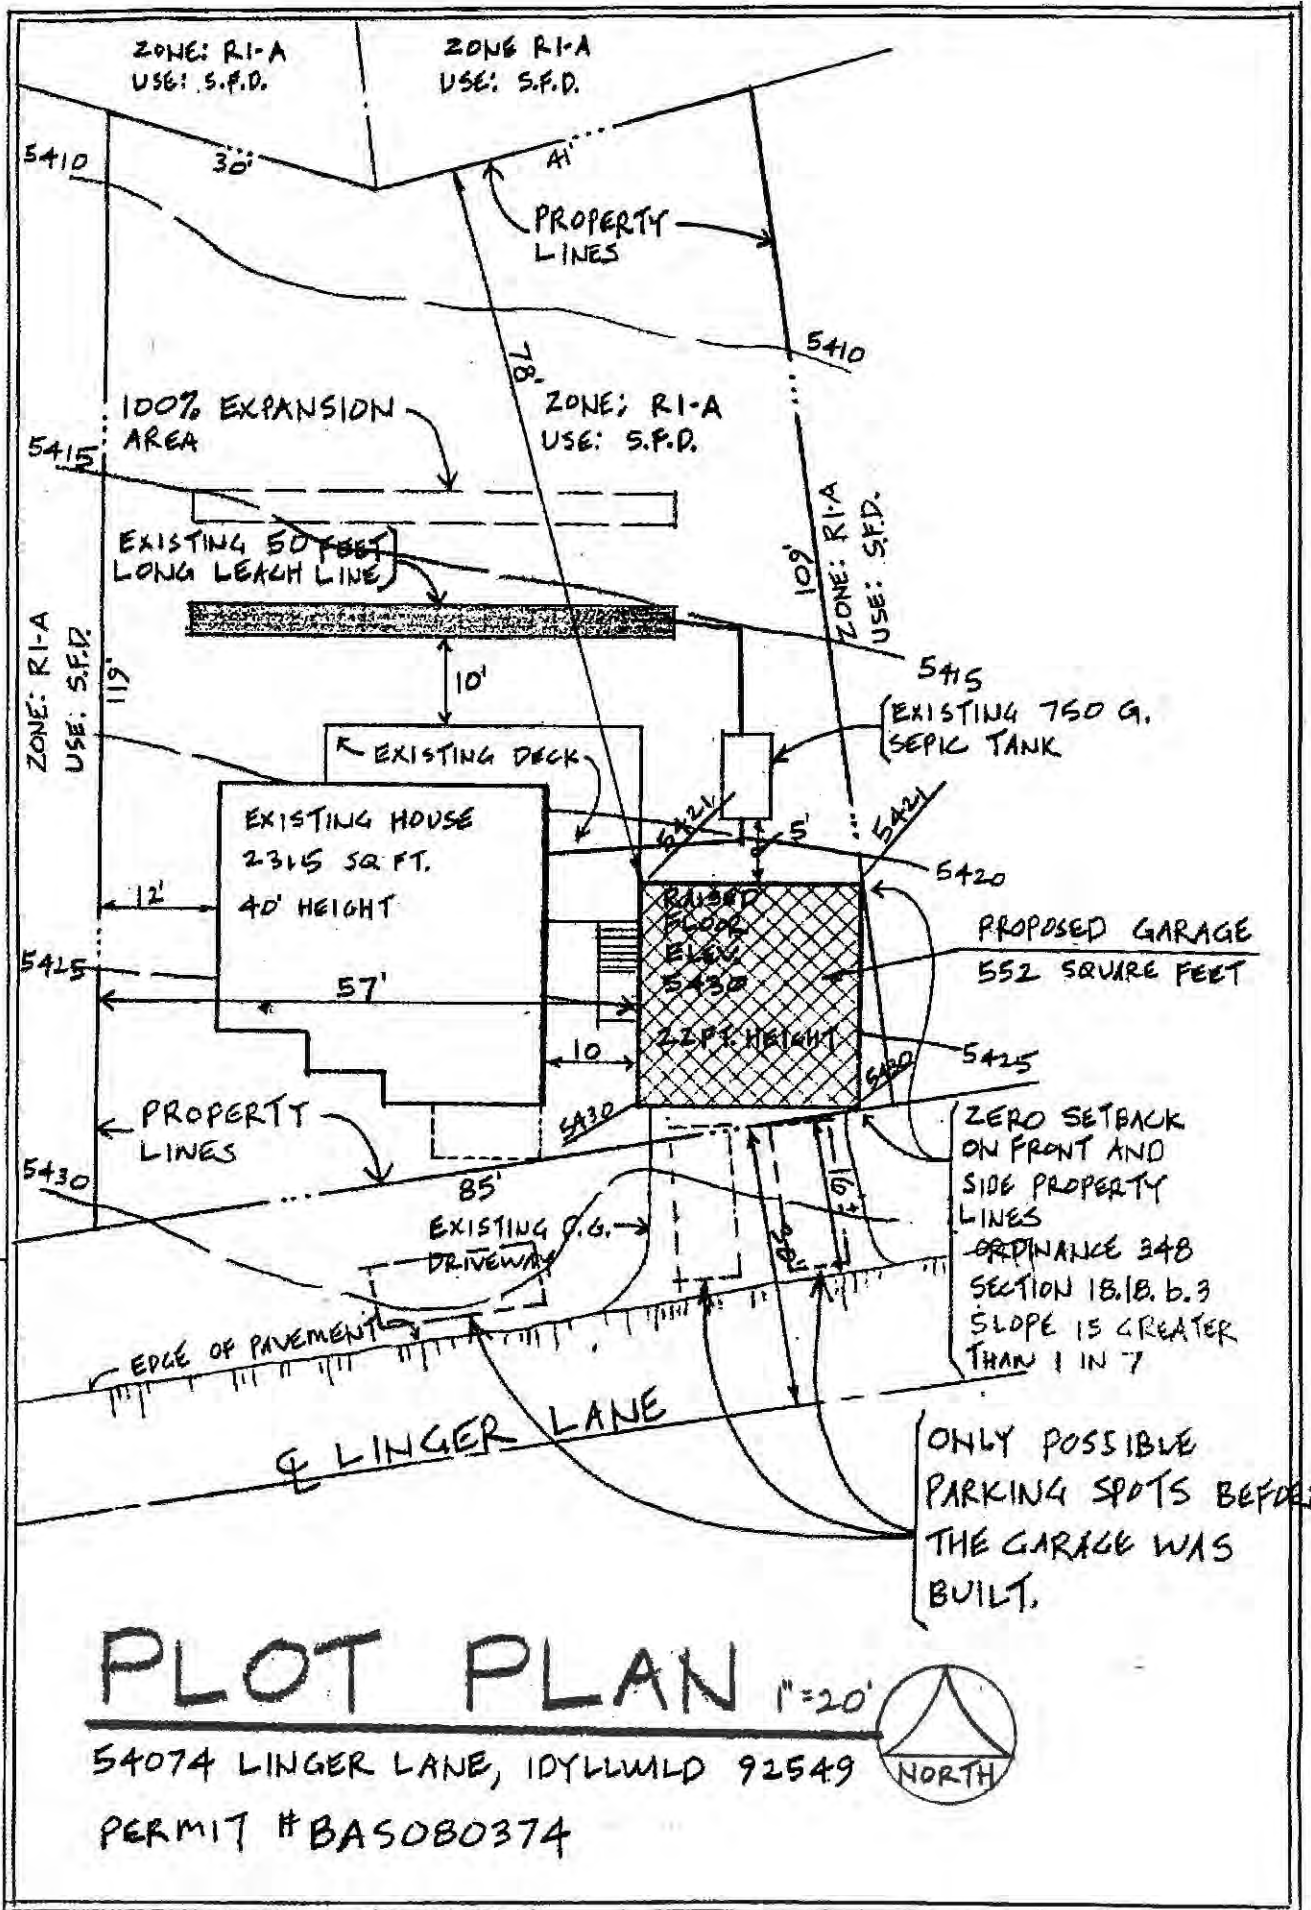 ZONE: R1-A
USE: S.F.D.
ZONE R1-A
USE: S.F.D.
5410
30'
41'
PROPERTY
LINES
5410
78'
100% EXPANSION
AREA
ZONE: R1-A
USE: S.F.D.
5415
EXISTING 50 FEET
LONG LEACH LINE
109'
ZONE: R1-A
USE: S.F.D.
ZONE: R1-A
USE: S.F.D.
119'
10'
5415
EXISTING 750 G.
SEPIC TANK
EXISTING DECK
EXISTING HOUSE
2315 SQ FT.
40' HEIGHT
5421
5'
5421
5420
12'
RAISED
FLOOR
ELEV.
5430
22 FT. HEIGHT
PROPOSED GARAGE
552 SQUARE FEET
5425
57'
10
5425
5430
5430
PROPERTY
LINES
5430
85'
EXISTING O.G.
DRIVEWAY
30'
16'±
ZERO SETBACK
ON FRONT AND
SIDE PROPERTY
LINES
ORDINANCE 348
SECTION 18.18.b.3
SLOPE IS GREATER
THAN 1 IN 7
EDGE OF PAVEMENT
℄ LINGER LANE
ONLY POSSIBLE
PARKING SPOTS BEFORE
THE GARAGE WAS
BUILT.
PLOT PLAN 1"=20'
NORTH
54074 LINGER LANE, IDYLLWILD 92549
PERMIT #BAS080374